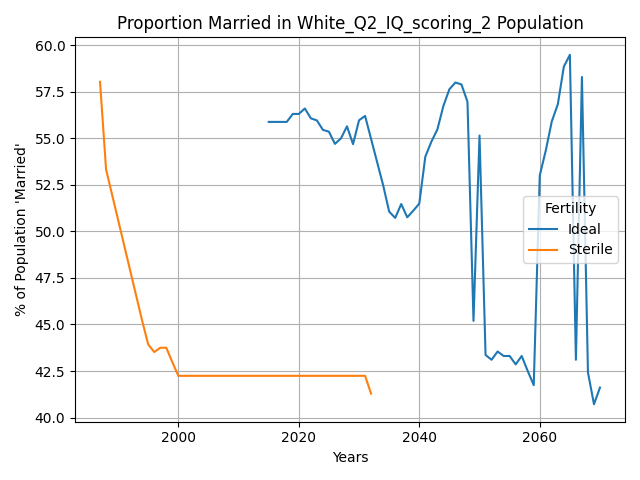 Proportion Married in White_Q2_IQ_scoring_2 Population
% of Population 'Married'
60.0
57.5
55.0
52.5
50.0
47.5
45.0
42.5
40.0
Fertility
Ideal
Sterile
2000
2020
2040
2060
Years